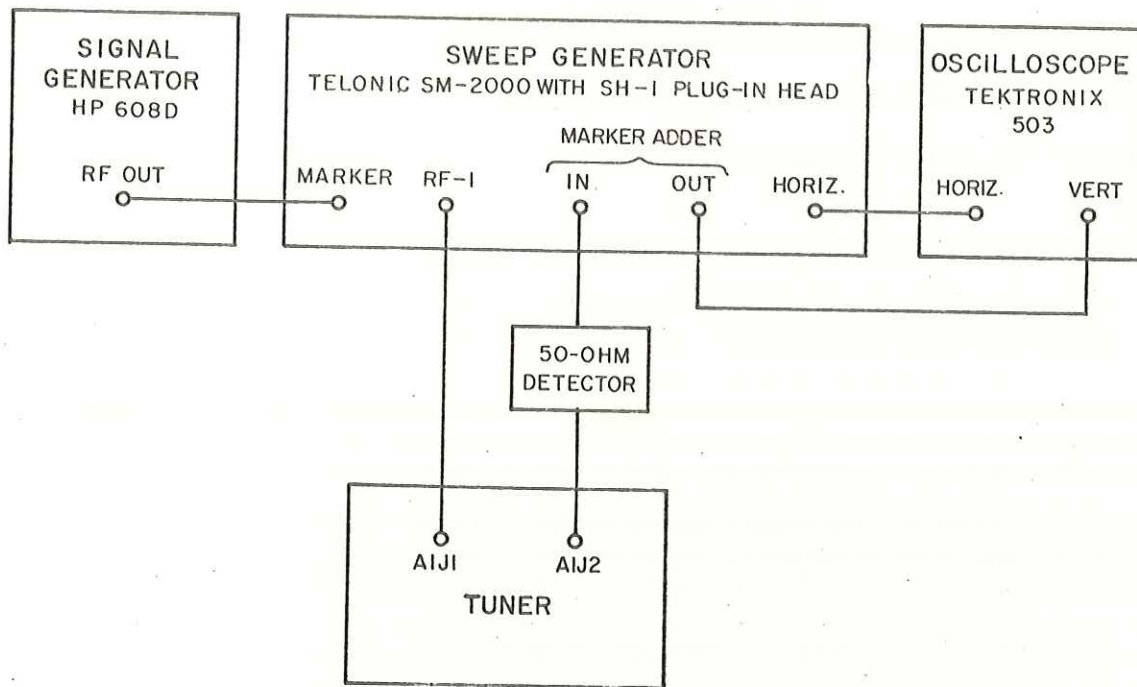 SIGNAL
GENERATOR
HP 608D
RF OUT
SWEEP GENERATOR
TELONIC SM-2000 WITH SH-1 PLUG-IN HEAD
MARKER ADDER
MARKER
RF-1
IN
OUT
HORIZ.
OSCILLOSCOPE
TEKTRONIX
503
HORIZ.
VERT
50-OHM
DETECTOR
A1J1
A1J2
TUNER